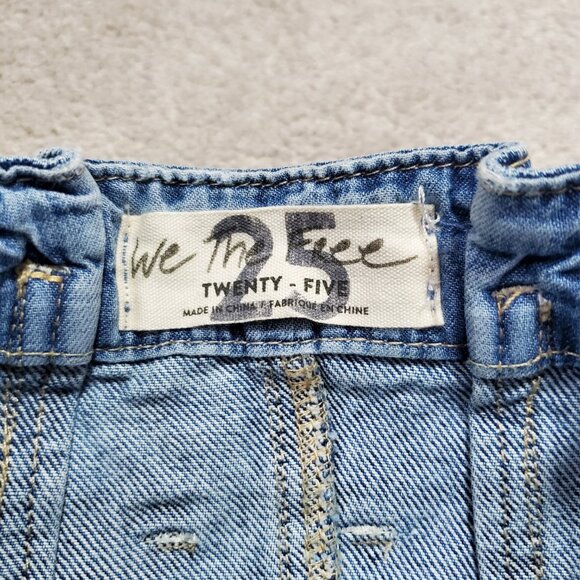 25
We The Free
TWENTY - FIVE
MADE IN CHINA / FABRIQUÉ EN CHINE